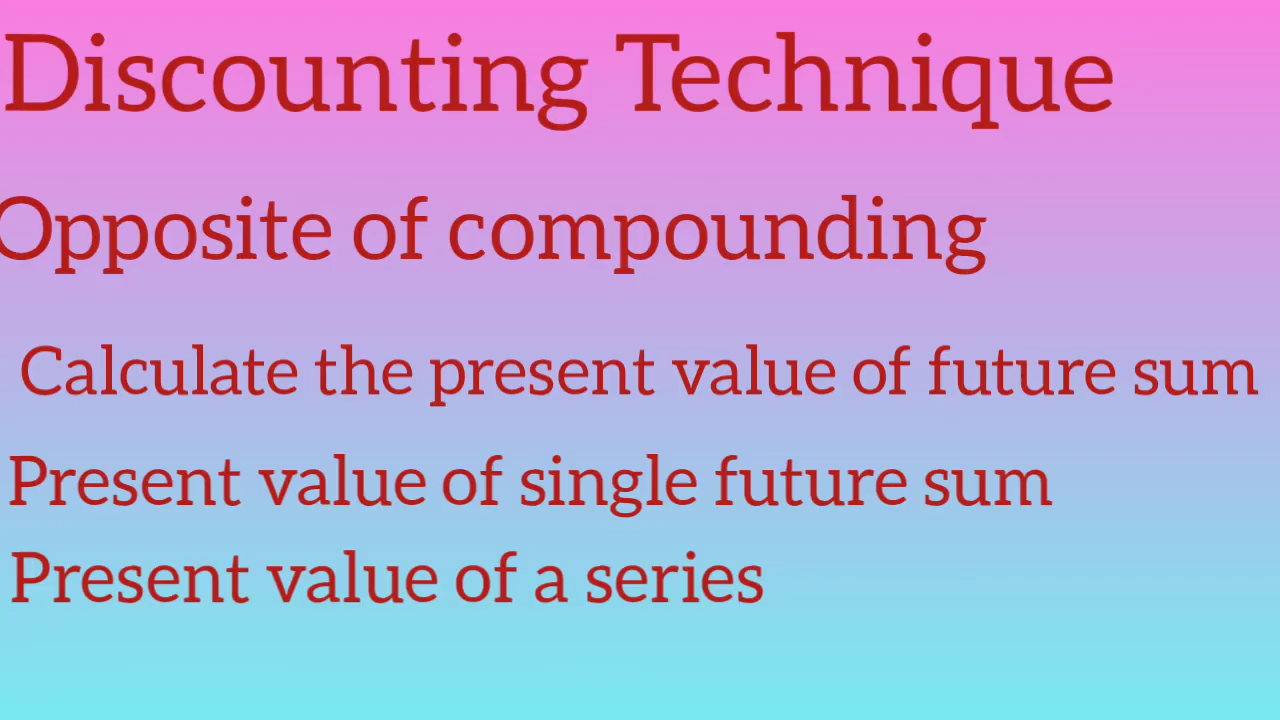 Discounting Technique
Opposite of compounding
Calculate the present value of future sum
Present value of single future sum
Present value of a series